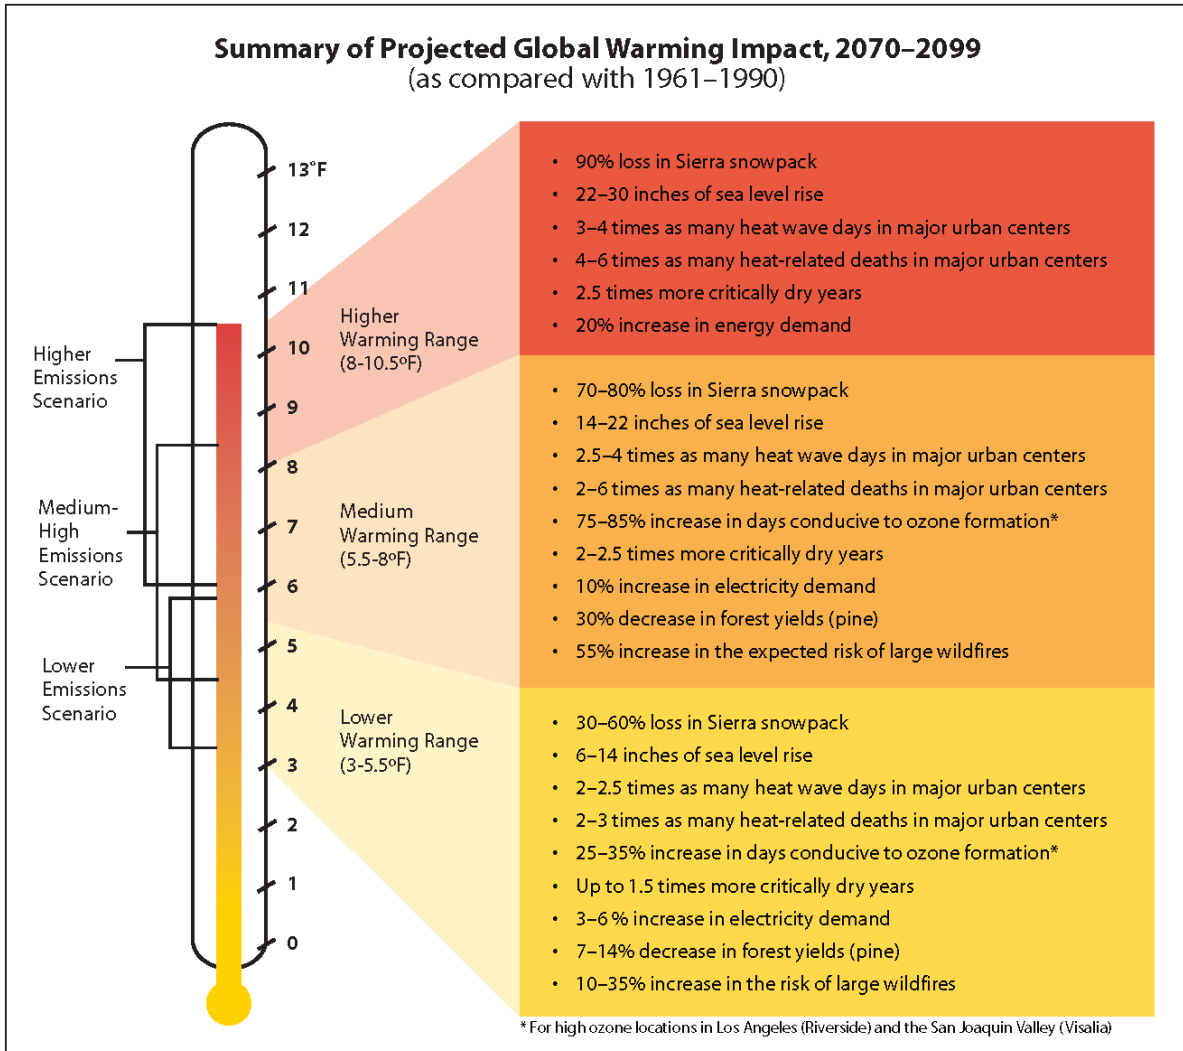 Summary of Projected Global Warming Impact, 2070–2099
(as compared with 1961–1990)
13°F
12
11
10
9
8
7
6
5
4
3
2
1
0
Higher
Emissions
Scenario
Medium-
High
Emissions
Scenario
Lower
Emissions
Scenario
Higher
Warming Range
(8-10.5ºF)
Medium
Warming Range
(5.5-8ºF)
Lower
Warming Range
(3-5.5ºF)
• 90% loss in Sierra snowpack
• 22–30 inches of sea level rise
• 3–4 times as many heat wave days in major urban centers
• 4–6 times as many heat-related deaths in major urban centers
• 2.5 times more critically dry years
• 20% increase in energy demand
• 70–80% loss in Sierra snowpack
• 14–22 inches of sea level rise
• 2.5–4 times as many heat wave days in major urban centers
• 2–6 times as many heat-related deaths in major urban centers
• 75–85% increase in days conducive to ozone formation*
• 2–2.5 times more critically dry years
• 10% increase in electricity demand
• 30% decrease in forest yields (pine)
• 55% increase in the expected risk of large wildfires
• 30–60% loss in Sierra snowpack
• 6–14 inches of sea level rise
• 2–2.5 times as many heat wave days in major urban centers
• 2–3 times as many heat-related deaths in major urban centers
• 25–35% increase in days conducive to ozone formation*
• Up to 1.5 times more critically dry years
• 3–6 % increase in electricity demand
• 7–14% decrease in forest yields (pine)
• 10–35% increase in the risk of large wildfires
* For high ozone locations in Los Angeles (Riverside) and the San Joaquin Valley (Visalia)